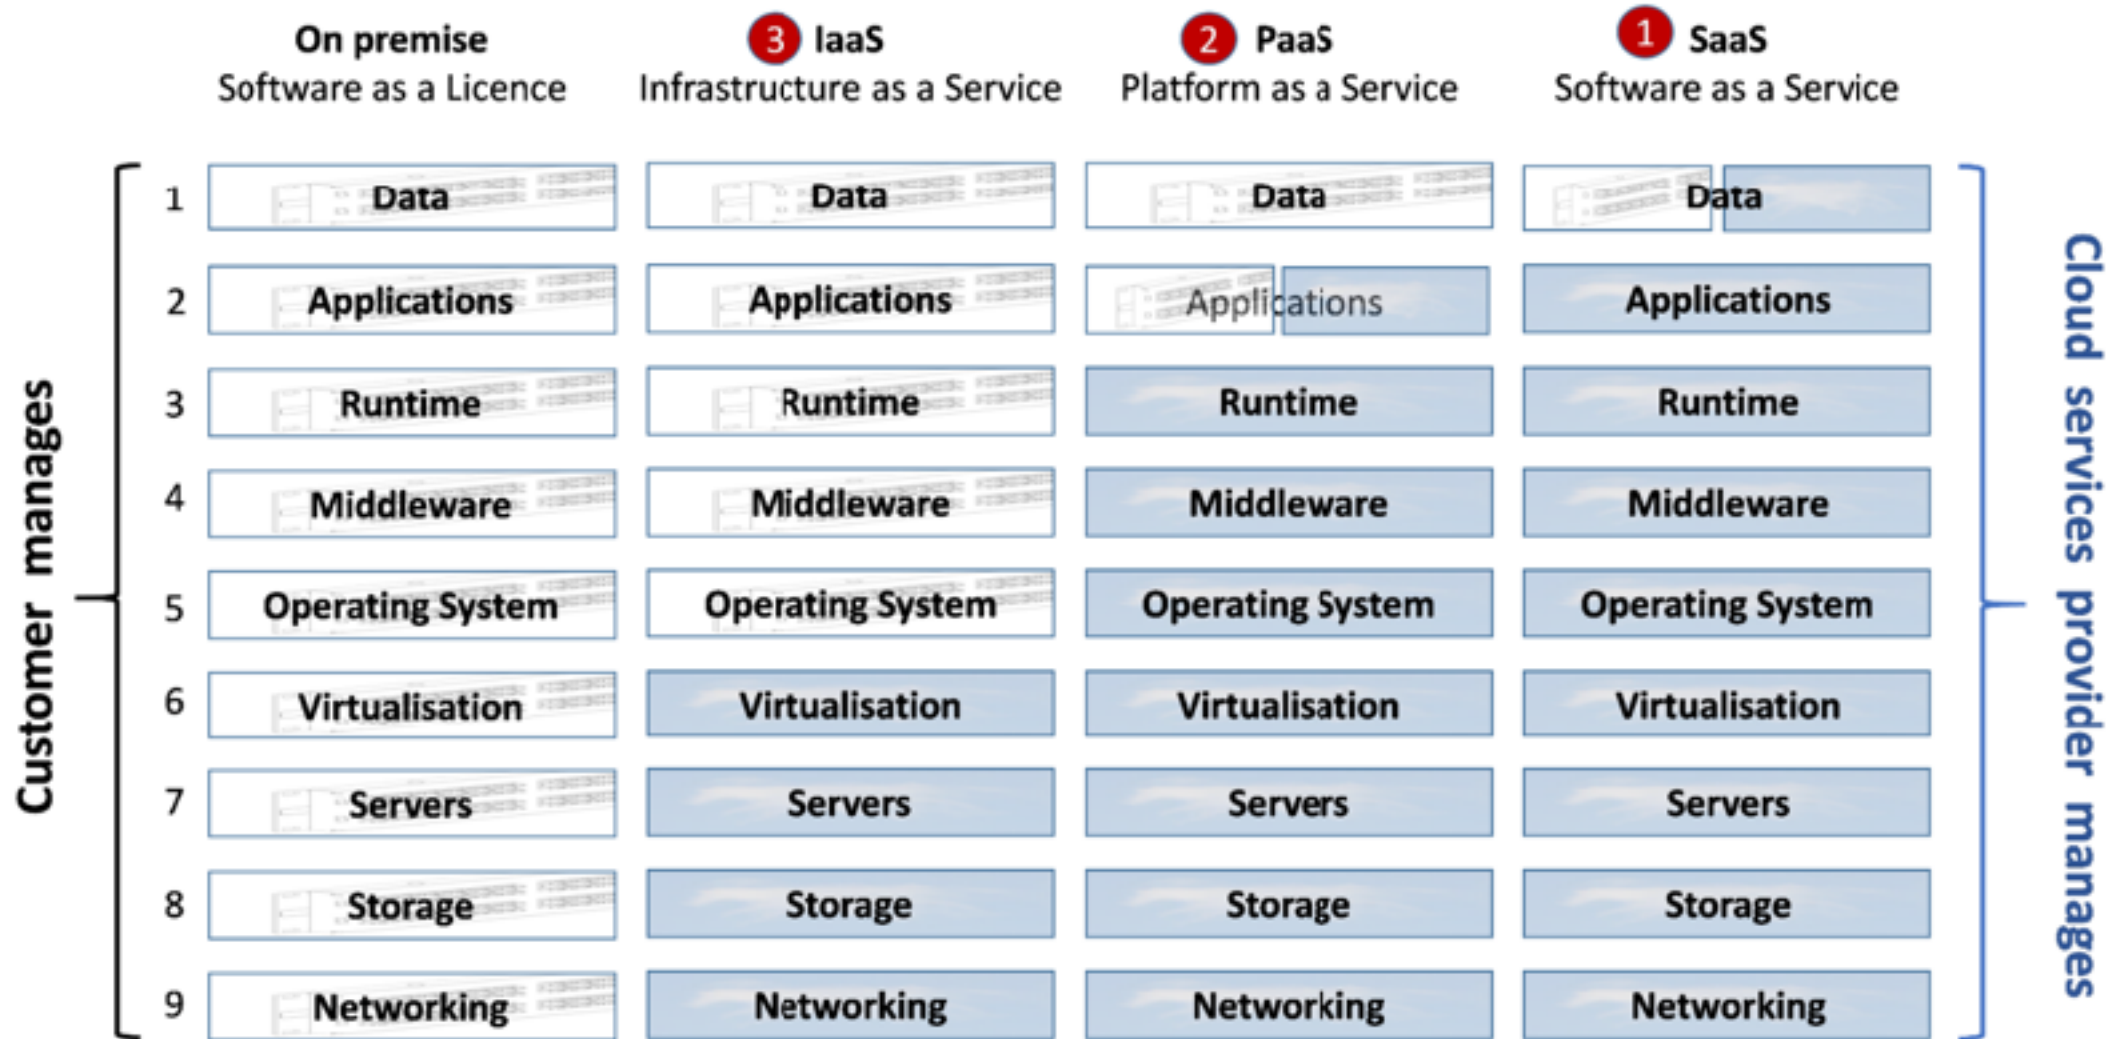 On premise
Software as a Licence
3 IaaS
Infrastructure as a Service
2 PaaS
Platform as a Service
1 SaaS
Software as a Service
Customer manages
1 Data Data Data Data
2 Applications Applications Applications Applications
3 Runtime Runtime Runtime Runtime
4 Middleware Middleware Middleware Middleware
5 Operating System Operating System Operating System Operating System
6 Virtualisation Virtualisation Virtualisation Virtualisation
7 Servers Servers Servers Servers
8 Storage Storage Storage Storage
9 Networking Networking Networking Networking
Cloud services provider manages